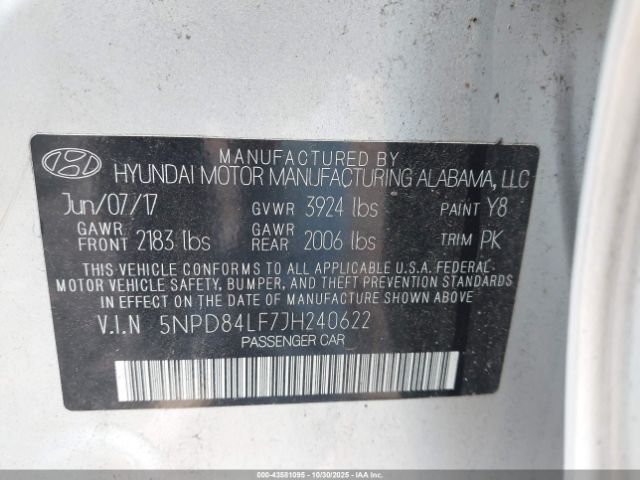 MANUFACTURED BY
HYUNDAI MOTOR MANUFACTURING ALABAMA, LLC
Jun/07/17 GVWR 3924 lbs PAINT Y8
GAWR FRONT 2183 lbs GAWR REAR 2006 lbs TRIM PK
THIS VEHICLE CONFORMS TO ALL APPLICABLE U.S.A. FEDERAL
MOTOR VEHICLE SAFETY, BUMPER, AND THEFT PREVENTION
STANDARDS IN EFFECT ON THE DATE OF MANUFACTURE SHOWN ABOVE.
V.I.N 5NPD84LF7JH240622
PASSENGER CAR
000-43581095 | 10/30/2025 | COPART